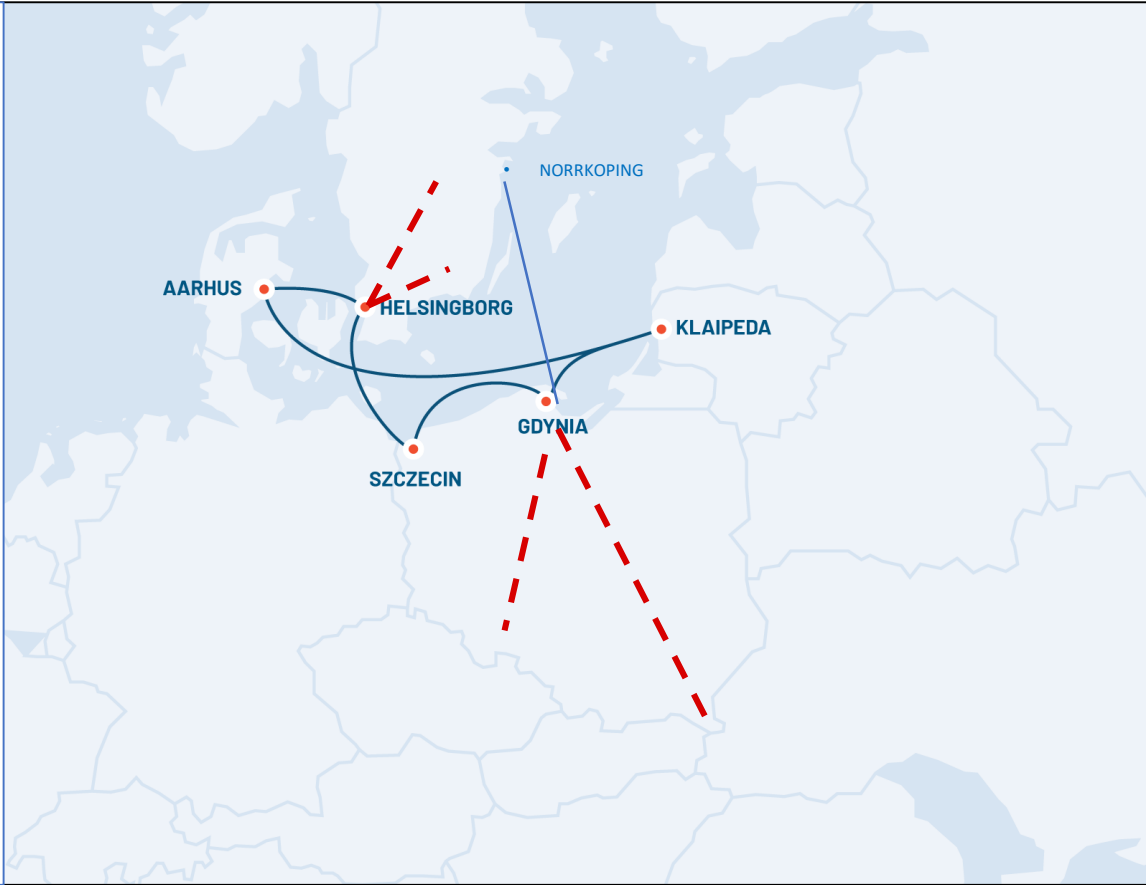 NORRKOPING
AARHUS
HELSINGBORG
KLAIPEDA
GDYNIA
SZCZECIN